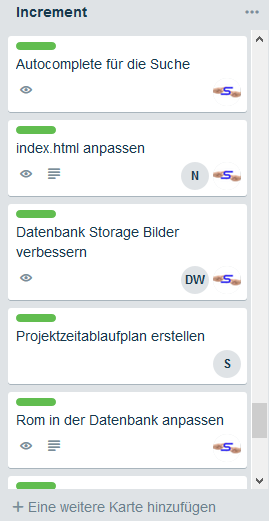 Increment
Autocomplete für die Suche
S
index.html anpassen
N
S
Datenbank Storage Bilder
verbessern
DW
S
Projektzeitablaufplan erstellen
S
Rom in der Datenbank anpassen
S
+ Eine weitere Karte hinzufügen